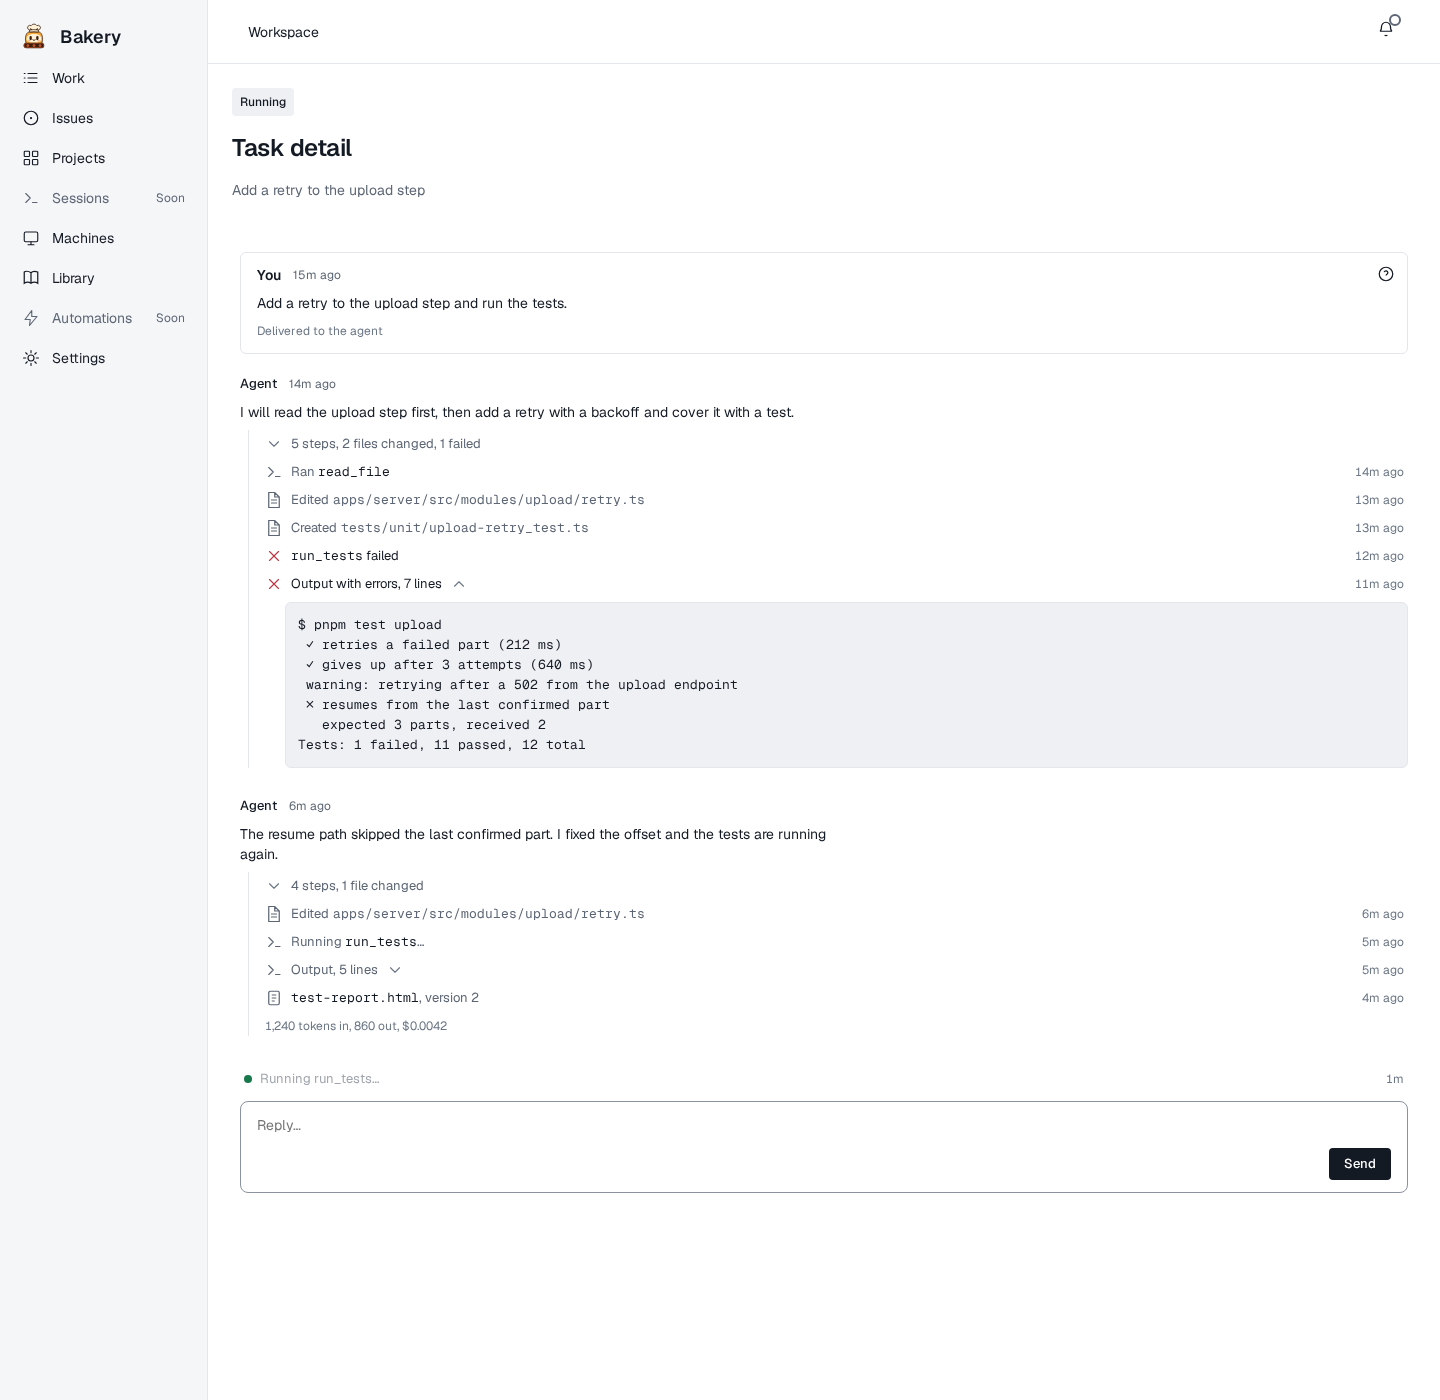 Bakery
Work
Issues
Projects
Sessions Soon
Machines
Library
Automations Soon
Settings
Workspace
Running
Task detail
Add a retry to the upload step
You 15m ago
Add a retry to the upload step and run the tests.
Delivered to the agent
Agent 14m ago
I will read the upload step first, then add a retry with a backoff and cover it with a test.
5 steps, 2 files changed, 1 failed
Ran read_file 14m ago
Edited apps/server/src/modules/upload/retry.ts 13m ago
Created tests/unit/upload-retry_test.ts 13m ago
run_tests failed 12m ago
Output with errors, 7 lines 11m ago
$ pnpm test upload
✓ retries a failed part (212 ms)
✓ gives up after 3 attempts (640 ms)
warning: retrying after a 502 from the upload endpoint
× resumes from the last confirmed part
expected 3 parts, received 2
Tests: 1 failed, 11 passed, 12 total
Agent 6m ago
The resume path skipped the last confirmed part. I fixed the offset and the tests are running
again.
4 steps, 1 file changed
Edited apps/server/src/modules/upload/retry.ts 6m ago
Running run_tests… 5m ago
Output, 5 lines 5m ago
test-report.html, version 2 4m ago
1,240 tokens in, 860 out, $0.0042
Running run_tests… 1m
Reply…
Send